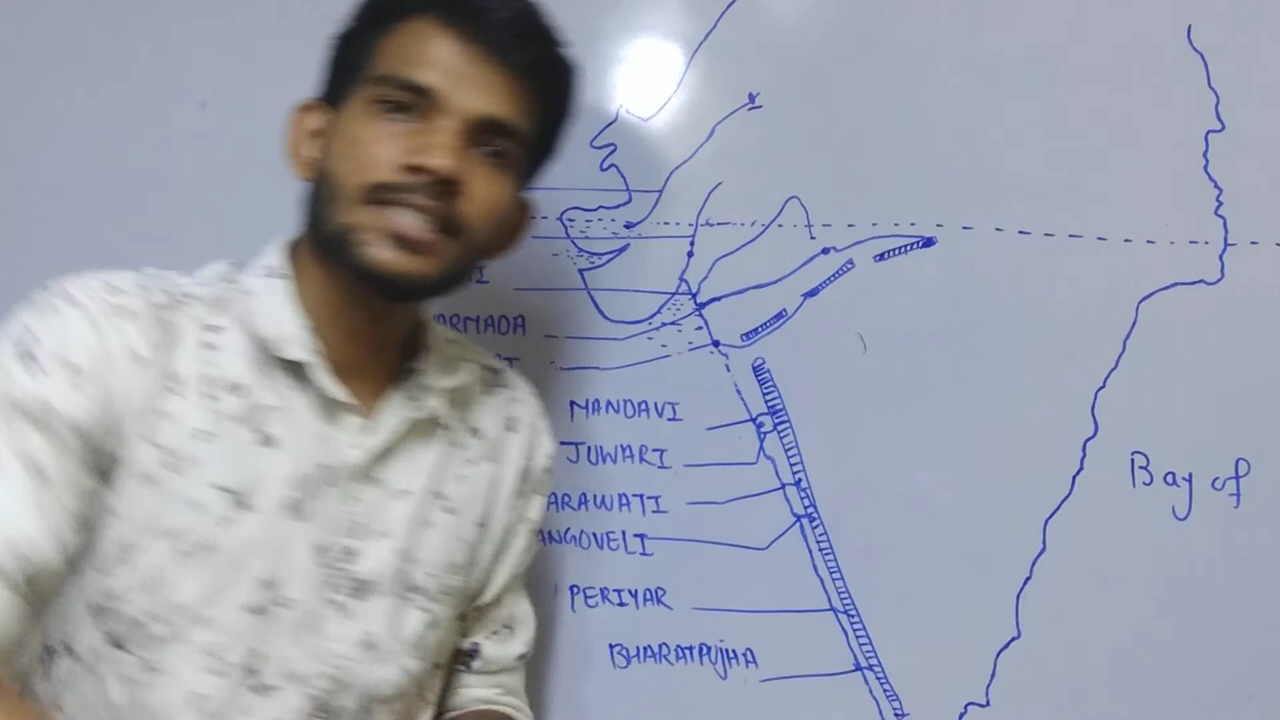 ARMADA
MANDAVI
JUWARI
ARAWATI
ANGOVELI
PERIYAR
BHARATPUJHA
Bay of